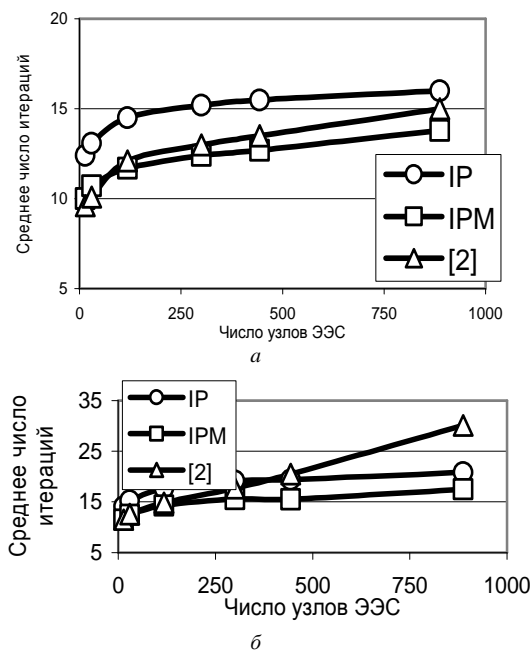 20
15
10
5
Среднее число итераций
IP
IPM
[2]
0 250 500 750 1000
Число узлов ЭЭС
а
35
25
15
5
Среднее число
итераций
IP
IPM
[2]
0 250 500 750 1000
Число узлов ЭЭС
б